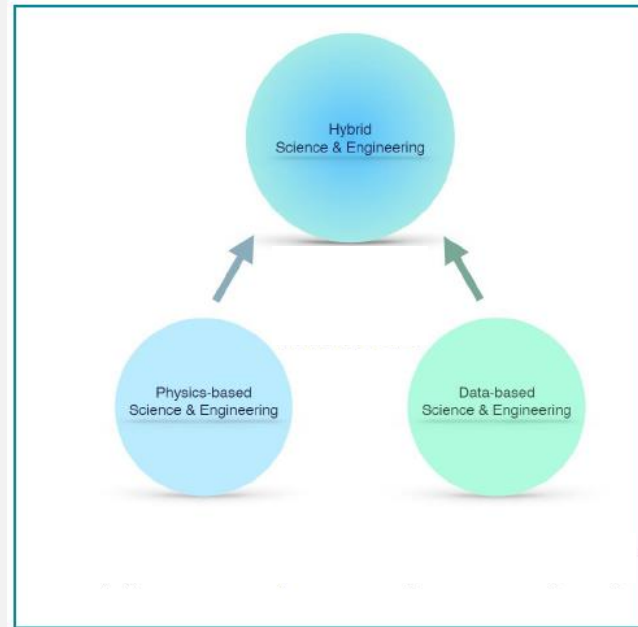 Hybrid
Science & Engineering
Physics-based
Science & Engineering
Data-based
Science & Engineering